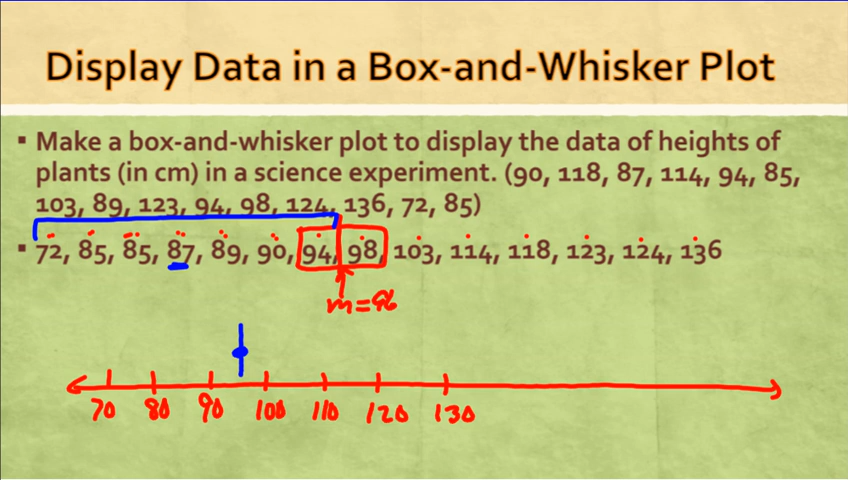 Display Data in a Box-and-Whisker Plot
Make a box-and-whisker plot to display the data of heights of
plants (in cm) in a science experiment. (90, 118, 87, 114, 94, 85,
103, 89, 123, 94, 98, 124, 136, 72, 85)
72, 85, 85, 87, 89, 90, 94, 98, 103, 114, 118, 123, 124, 136
m=96
70 80 90 100 110 120 130